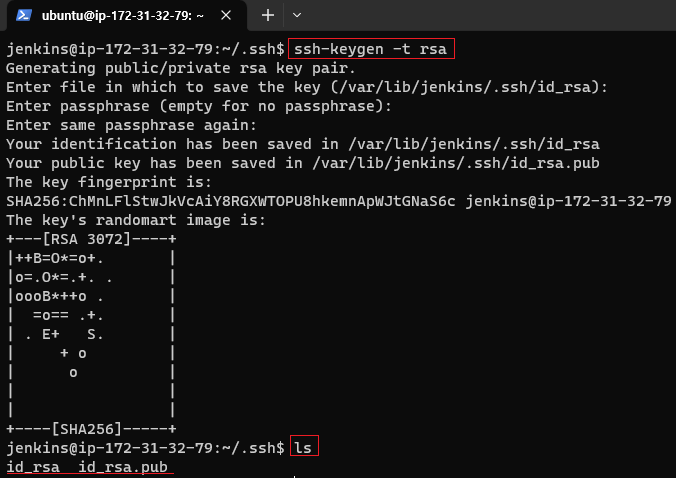 ubuntu@ip-172-31-32-79: ~
jenkins@ip-172-31-32-79:~/.ssh$ ssh-keygen -t rsa
Generating public/private rsa key pair.
Enter file in which to save the key (/var/lib/jenkins/.ssh/id_rsa):
Enter passphrase (empty for no passphrase):
Enter same passphrase again:
Your identification has been saved in /var/lib/jenkins/.ssh/id_rsa
Your public key has been saved in /var/lib/jenkins/.ssh/id_rsa.pub
The key fingerprint is:
SHA256:ChMnLFlStwJkVcAiY8RGXWTOPU8hkemnApWJtGNaS6c jenkins@ip-172-31-32-79
The key's randomart image is:
+---[RSA 3072]----+
|++B=O*=o+.       |
|o=.O*=.+. .      |
|oooB*++o .       |
|  =o== .+.       |
| . E+   S.       |
|     + o         |
|      o          |
|                 |
|                 |
+----[SHA256]-----+
jenkins@ip-172-31-32-79:~/.ssh$ ls
id_rsa  id_rsa.pub